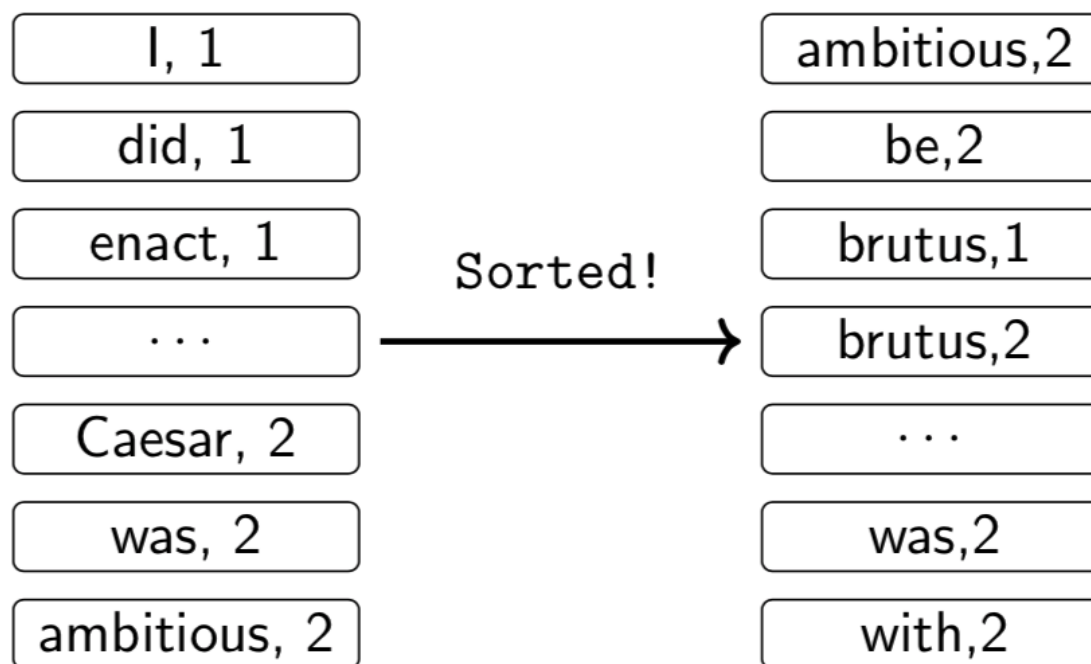 I, 1
did, 1
enact, 1
...
Caesar, 2
was, 2
ambitious, 2
Sorted!
ambitious,2
be,2
brutus,1
brutus,2
...
was,2
with,2